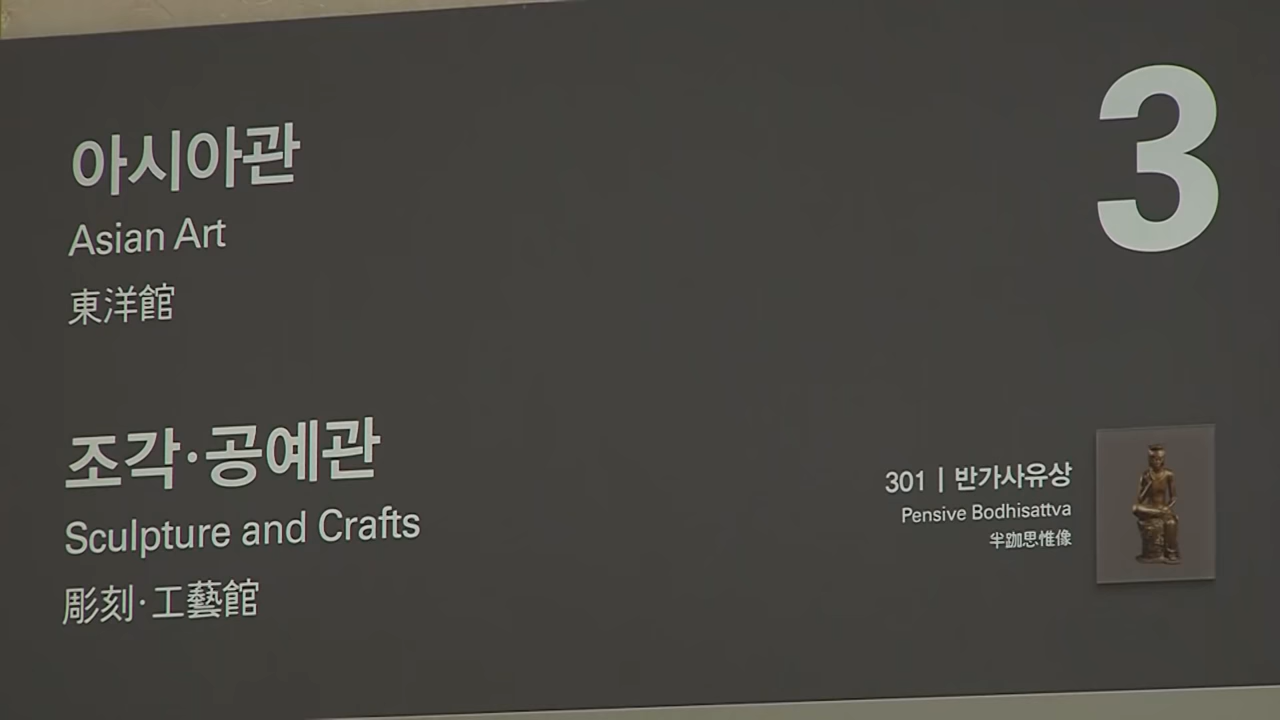 아시아관
Asian Art
東洋館
3
조각·공예관
Sculpture and Crafts
彫刻·工藝館
301 | 반가사유상
Pensive Bodhisattva
半跏思惟像